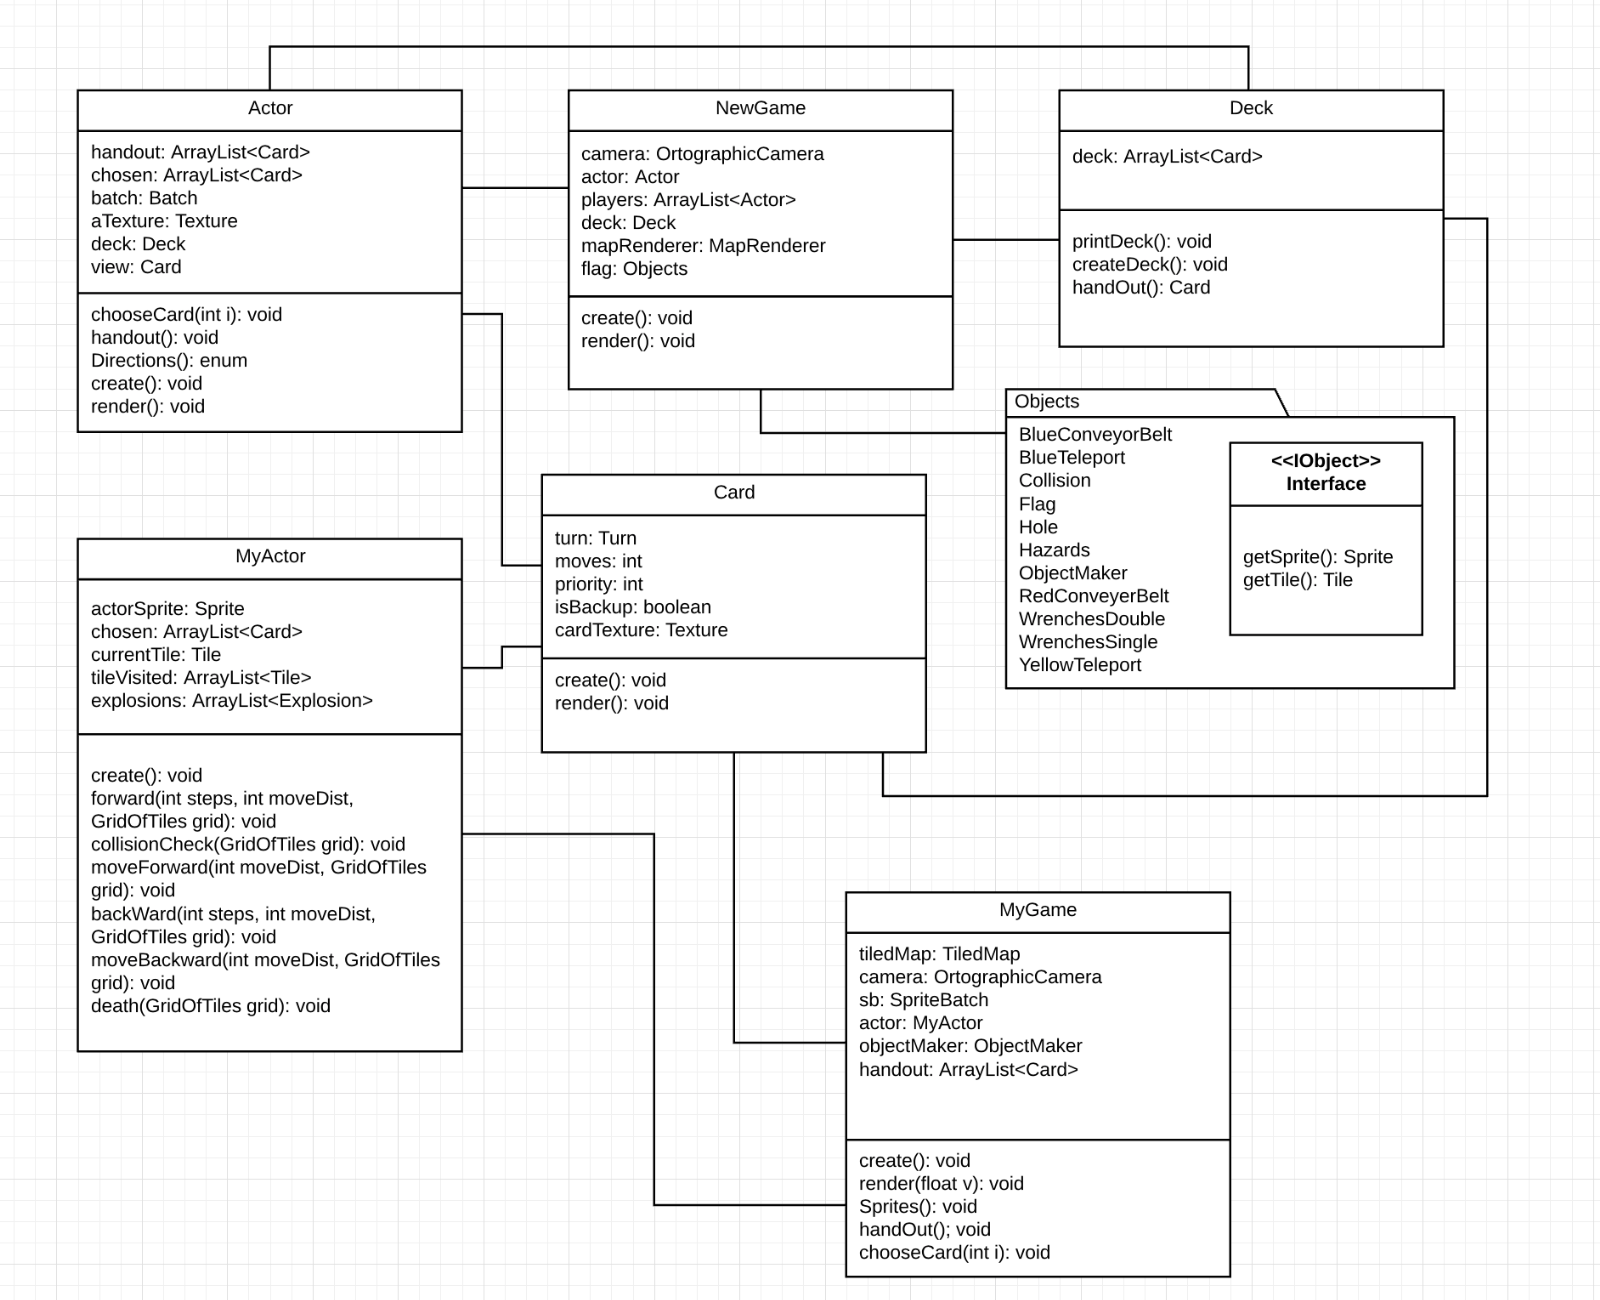 Actor
handout: ArrayList<Card>
chosen: ArrayList<Card>
batch: Batch
aTexture: Texture
deck: Deck
view: Card
chooseCard(int i): void
handout(): void
Directions(): enum
create(): void
render(): void
NewGame
camera: OrtographicCamera
actor: Actor
players: ArrayList<Actor>
deck: Deck
mapRenderer: MapRenderer
flag: Objects
create(): void
render(): void
Deck
deck: ArrayList<Card>
printDeck(): void
createDeck(): void
handOut(): Card
Objects
BlueConveyorBelt
BlueTeleport
Collision
Flag
Hole
Hazards
ObjectMaker
RedConveyerBelt
WrenchesDouble
WrenchesSingle
YellowTeleport
<<IObject>>
Interface
getSprite(): Sprite
getTile(): Tile
Card
turn: Turn
moves: int
priority: int
isBackup: boolean
cardTexture: Texture
create(): void
render(): void
MyActor
actorSprite: Sprite
chosen: ArrayList<Card>
currentTile: Tile
tileVisited: ArrayList<Tile>
explosions: ArrayList<Explosion>
create(): void
forward(int steps, int moveDist,
GridOfTiles grid): void
collisionCheck(GridOfTiles grid): void
moveForward(int moveDist, GridOfTiles
grid): void
backWard(int steps, int moveDist,
GridOfTiles grid): void
moveBackward(int moveDist, GridOfTiles
grid): void
death(GridOfTiles grid): void
MyGame
tiledMap: TiledMap
camera: OrtographicCamera
sb: SpriteBatch
actor: MyActor
objectMaker: ObjectMaker
handout: ArrayList<Card>
create(): void
render(float v): void
Sprites(): void
handOut(); void
chooseCard(int i): void